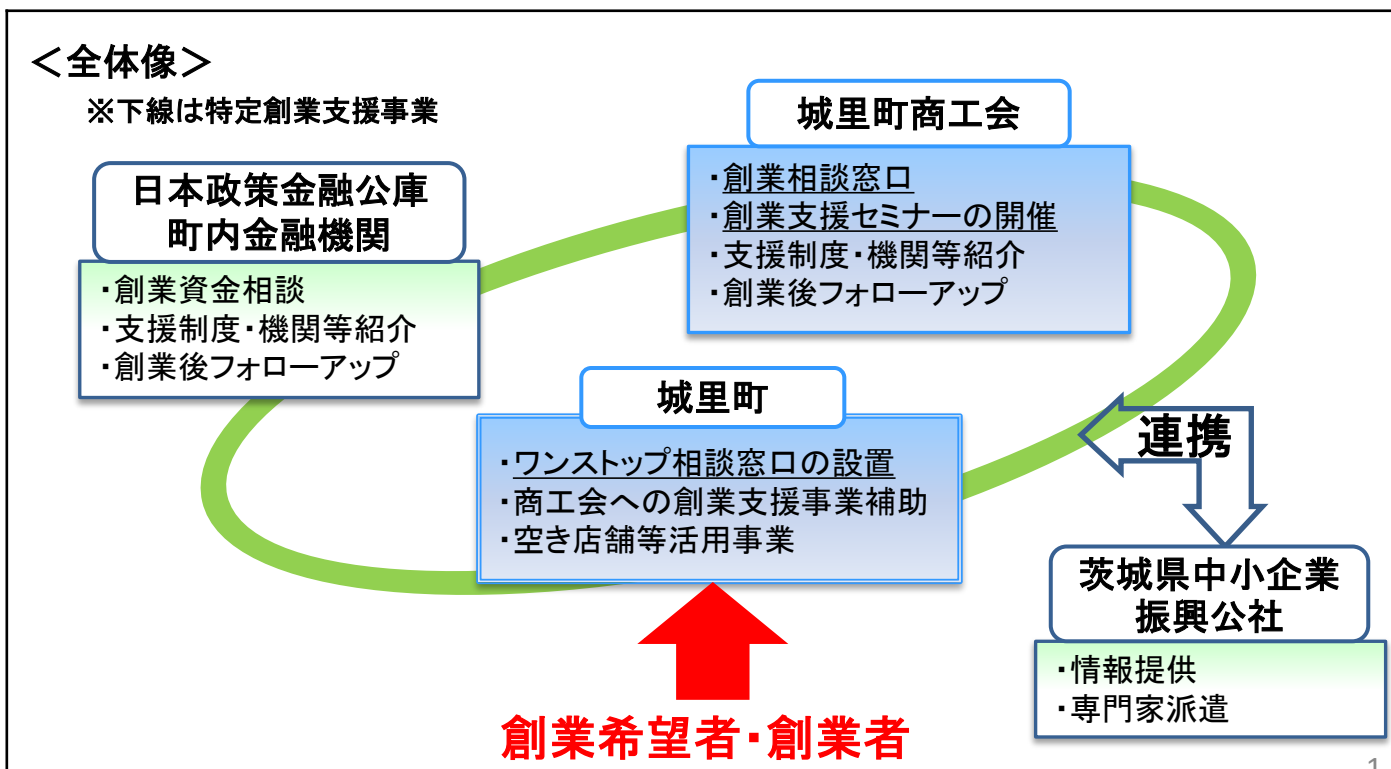 ＜全体像＞
※下線は特定創業支援事業
城里町商工会
・創業相談窓口
・創業支援セミナーの開催
・支援制度・機関等紹介
・創業後フォローアップ
日本政策金融公庫
町内金融機関
・創業資金相談
・支援制度・機関等紹介
・創業後フォローアップ
城里町
・ワンストップ相談窓口の設置
・商工会への創業支援事業補助
・空き店舗等活用事業
連携
茨城県中小企業
振興公社
・情報提供
・専門家派遣
創業希望者・創業者
1